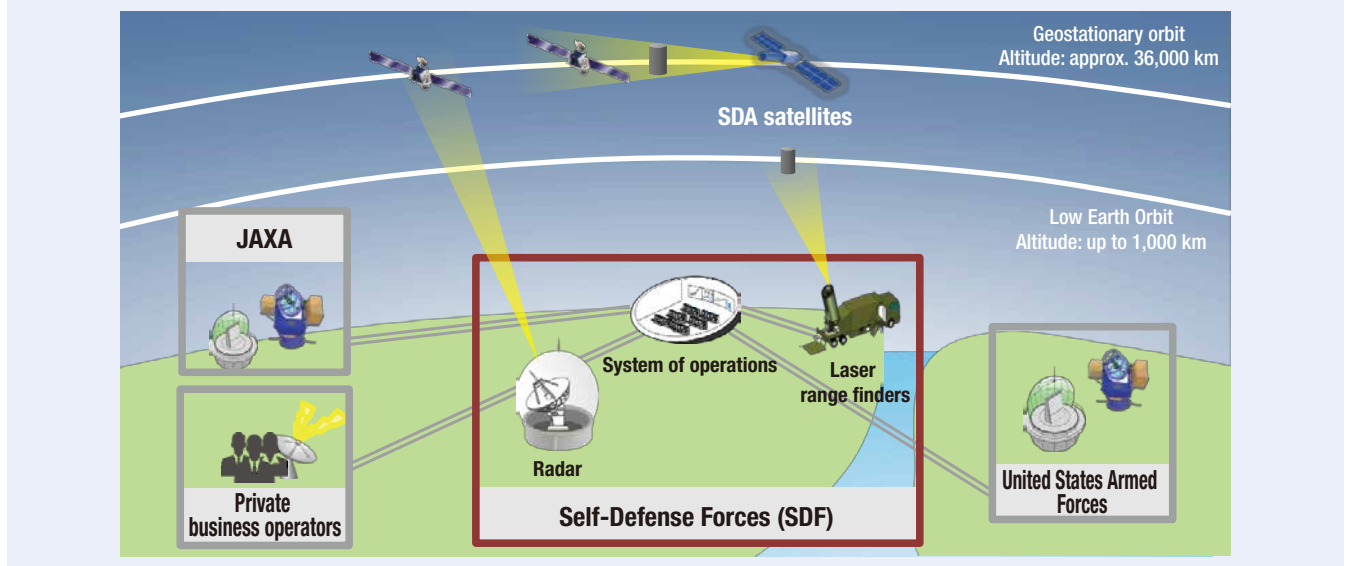 Geostationary orbit
Altitude: approx. 36,000 km
SDA satellites
Low Earth Orbit
Altitude: up to 1,000 km
JAXA
System of operations
Laser
range finders
Radar
Private
business operators
Self-Defense Forces (SDF)
United States Armed
Forces